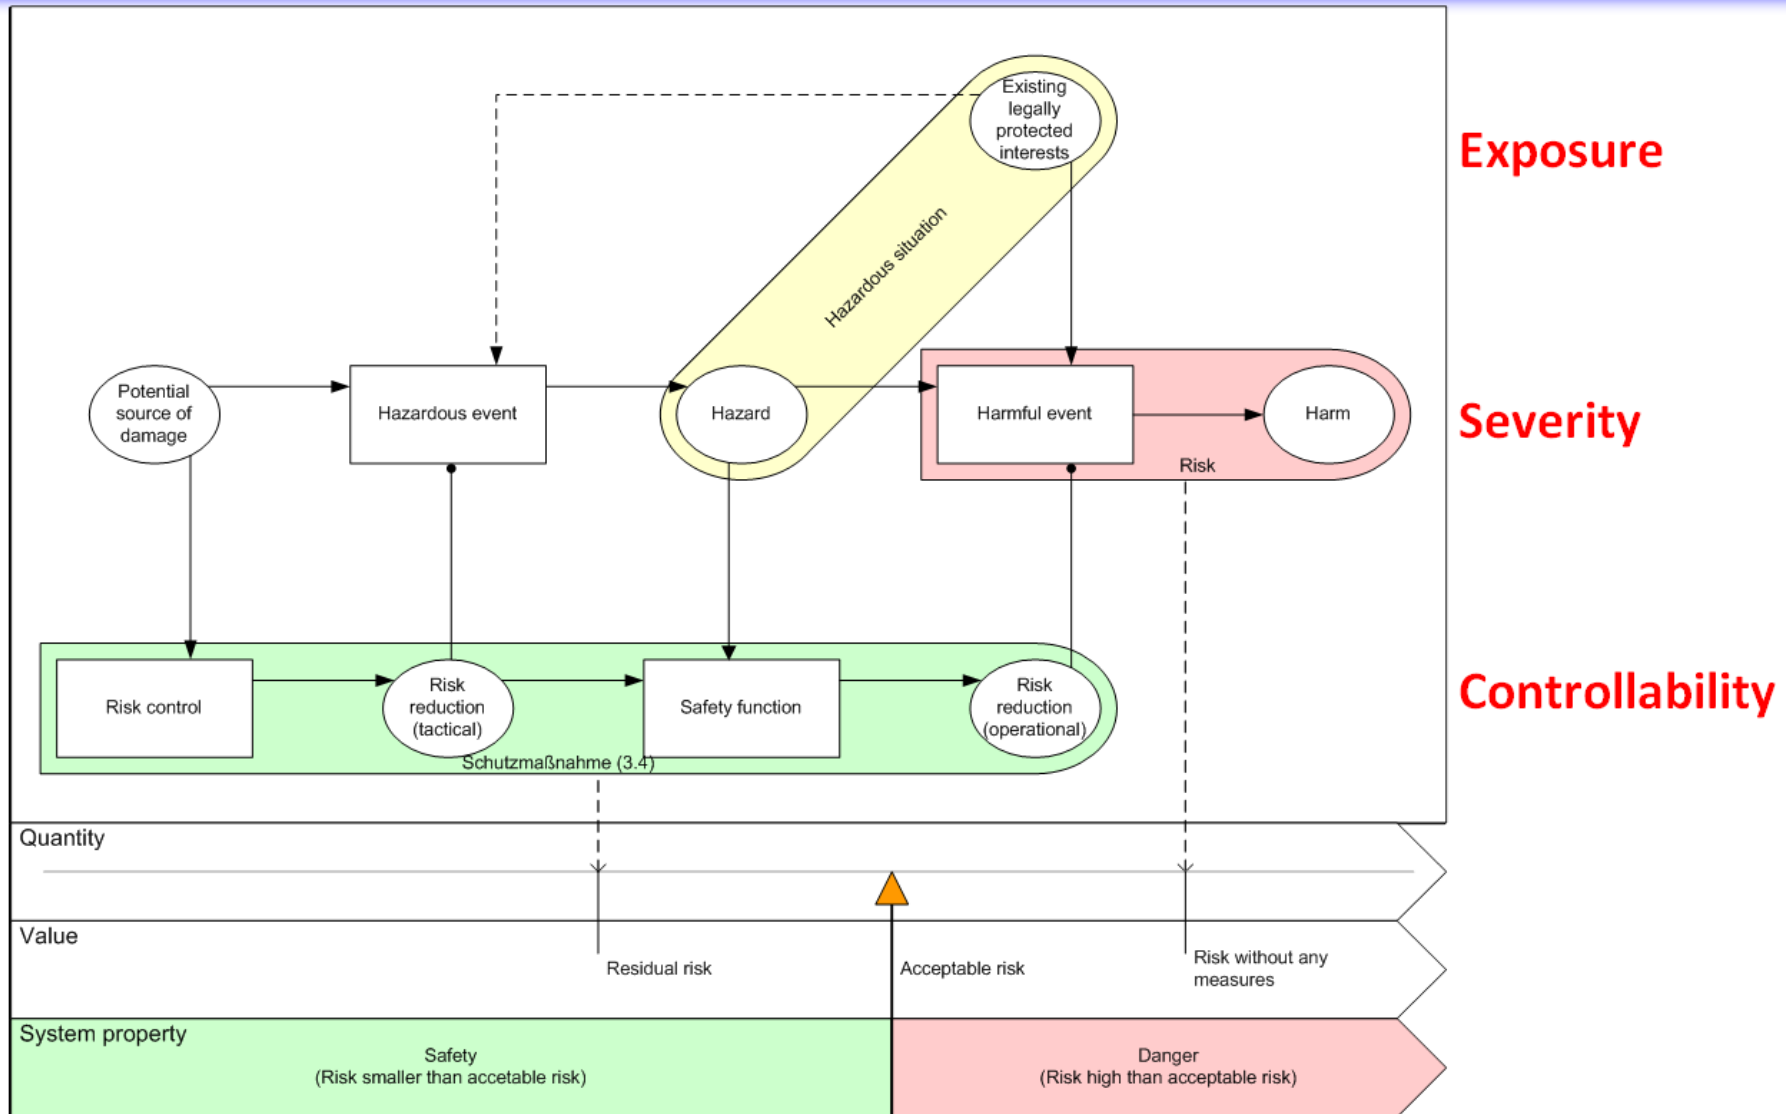 Existing
legally
protected
interests
Exposure
Hazardous situation
Potential
source of
damage
Hazardous event
Hazard
Harmful event
Harm
Severity
Risk
Risk control
Risk
reduction
(tactical)
Safety function
Risk
reduction
(operational)
Controllability
Schutzmaßnahme (3.4)
Quantity
Value
Residual risk
Acceptable risk
Risk without any
measures
System property
Safety
(Risk smaller than accetable risk)
Danger
(Risk high than acceptable risk)